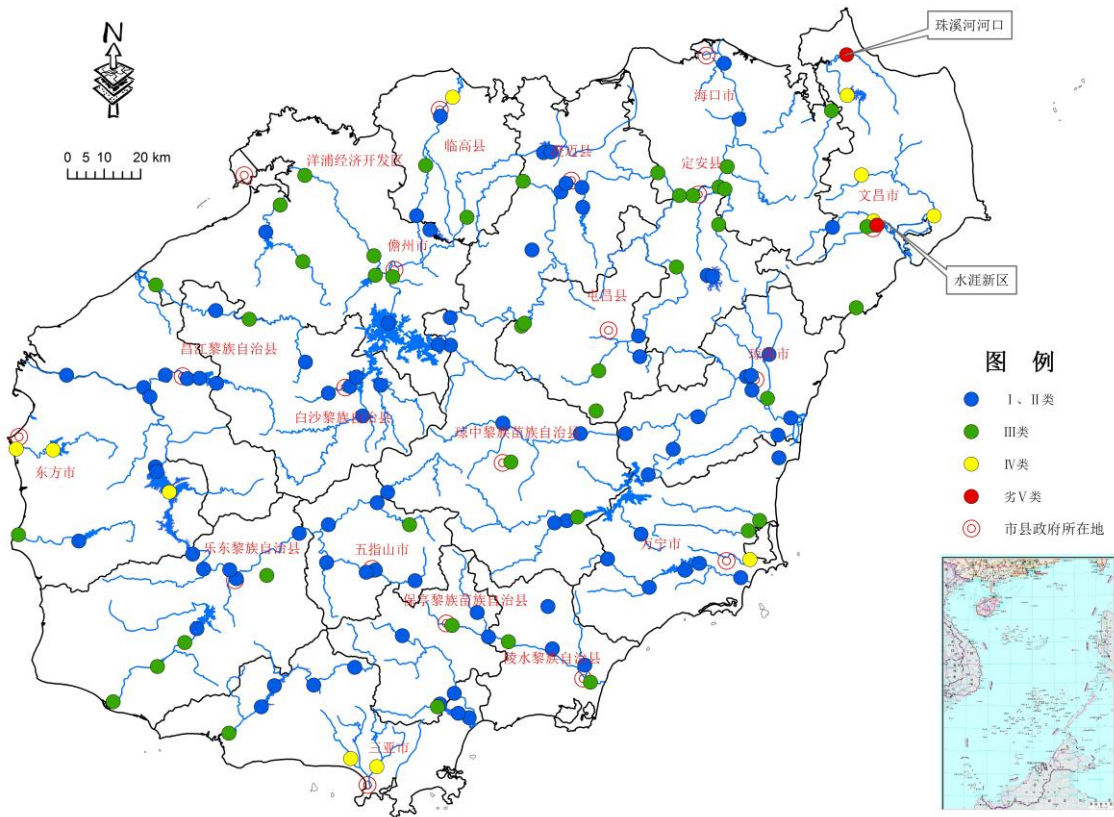 N
珠溪河河口
海口市
临高县
0 5 10 20 km
洋浦经济开发区
定安县
文昌市
儋州市
水涯新区
屯昌县
昌江黎族自治县
图 例
Ⅰ、Ⅱ类
白沙黎族自治县
Ⅲ类
琼中黎族苗族自治县
Ⅳ类
东方市
劣Ⅴ类
市县政府所在地
万宁市
乐东黎族自治县
五指山市
保亭黎族苗族自治县
陵水黎族自治县
三亚市